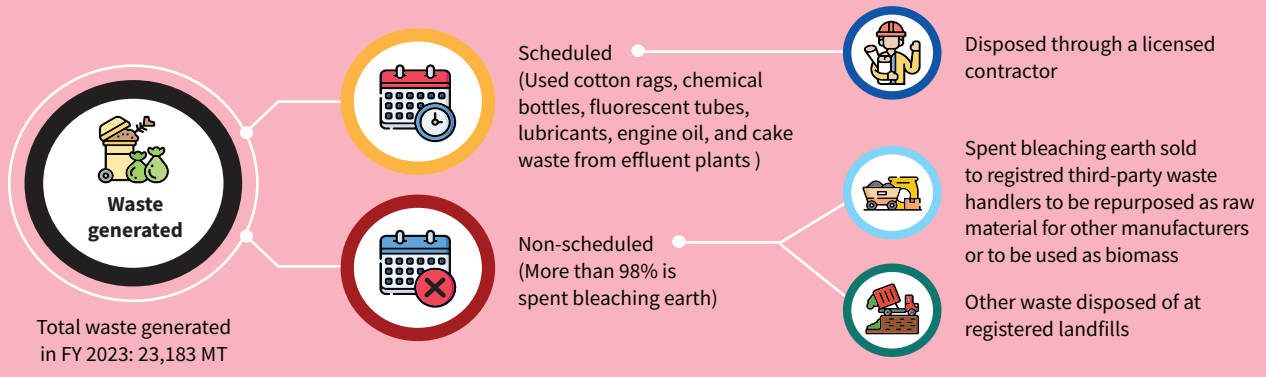 Waste
generated
Total waste generated
in FY 2023: 23,183 MT
Scheduled
(Used cotton rags, chemical
bottles, fluorescent tubes,
lubricants, engine oil, and cake
waste from effluent plants )
Disposed through a licensed
contractor
Non-scheduled
(More than 98% is
spent bleaching earth)
Spent bleaching earth sold
to registred third-party waste
handlers to be repurposed as raw
material for other manufacturers
or to be used as biomass
Other waste disposed of at
registered landfills